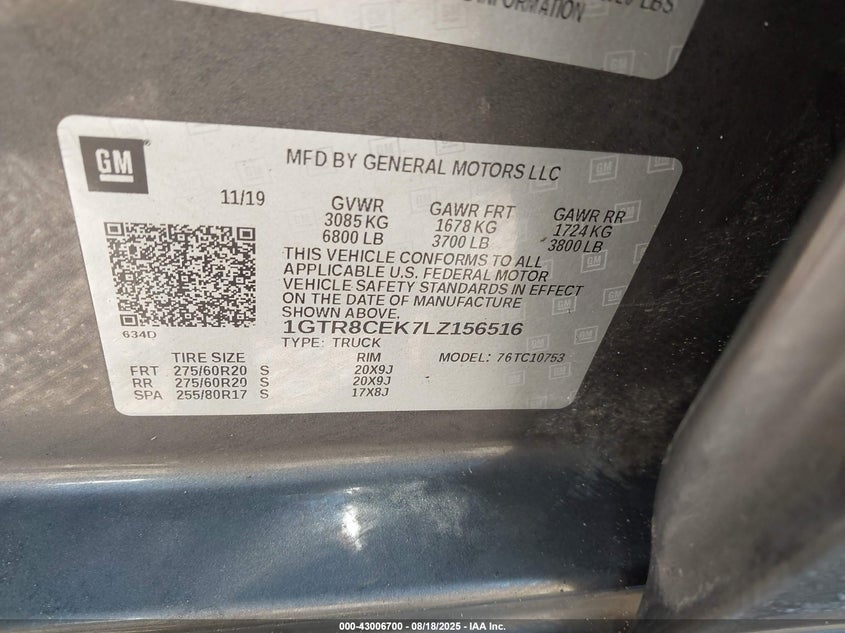 INFORMATION
LBS
GM
MFD BY GENERAL MOTORS LLC
11/19
GVWR
3085 KG
6800 LB
GAWR FRT
1678 KG
3700 LB
GAWR RR
1724 KG
3800 LB
THIS VEHICLE CONFORMS TO ALL
APPLICABLE U.S. FEDERAL MOTOR
VEHICLE SAFETY STANDARDS IN EFFECT
ON THE DATE OF MANUFACTURE
SHOWN ABOVE.
634D
1GTR8CEK7LZ156516
TYPE: TRUCK
MODEL: 76TC10753
TIRE SIZE RIM
FRT 275/60R20 S 20X9J
RR 275/60R20 S 20X9J
SPA 255/80R17 S 17X8J
000-43006700 - 08/18/2025 - IAA Inc.